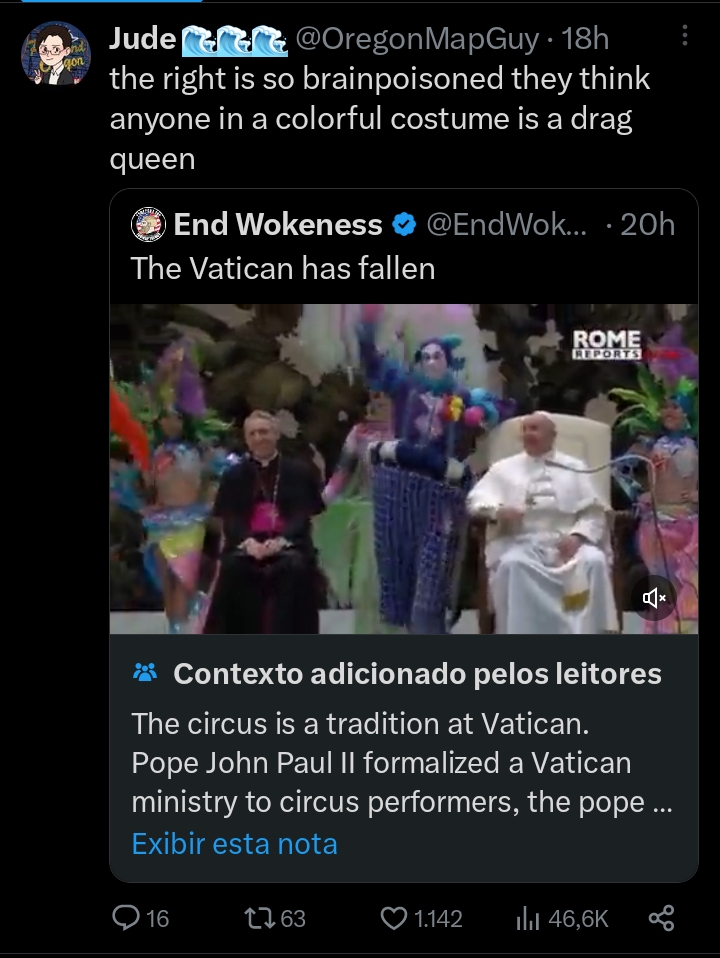 Jude 🌊🌊🌊 @OregonMapGuy · 18h
the right is so brainpoisoned they think
anyone in a colorful costume is a drag
queen
End Wokeness @EndWok... · 20h
The Vatican has fallen
ROME
REPORTS
Contexto adicionado pelos leitores
The circus is a tradition at Vatican.
Pope John Paul II formalized a Vatican
ministry to circus performers, the pope ...
Exibir esta nota
16 63 1.142 46,6K